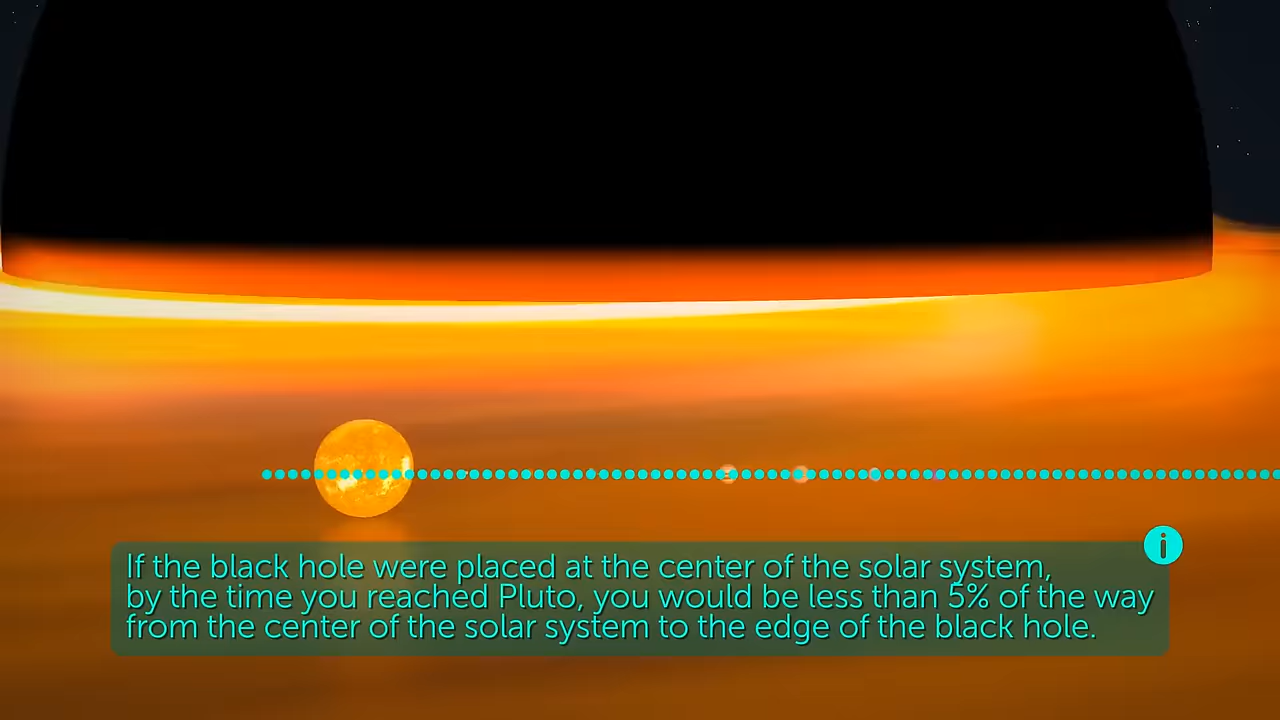 i
If the black hole were placed at the center of the solar system,
by the time you reached Pluto, you would be less than 5% of the way
from the center of the solar system to the edge of the black hole.